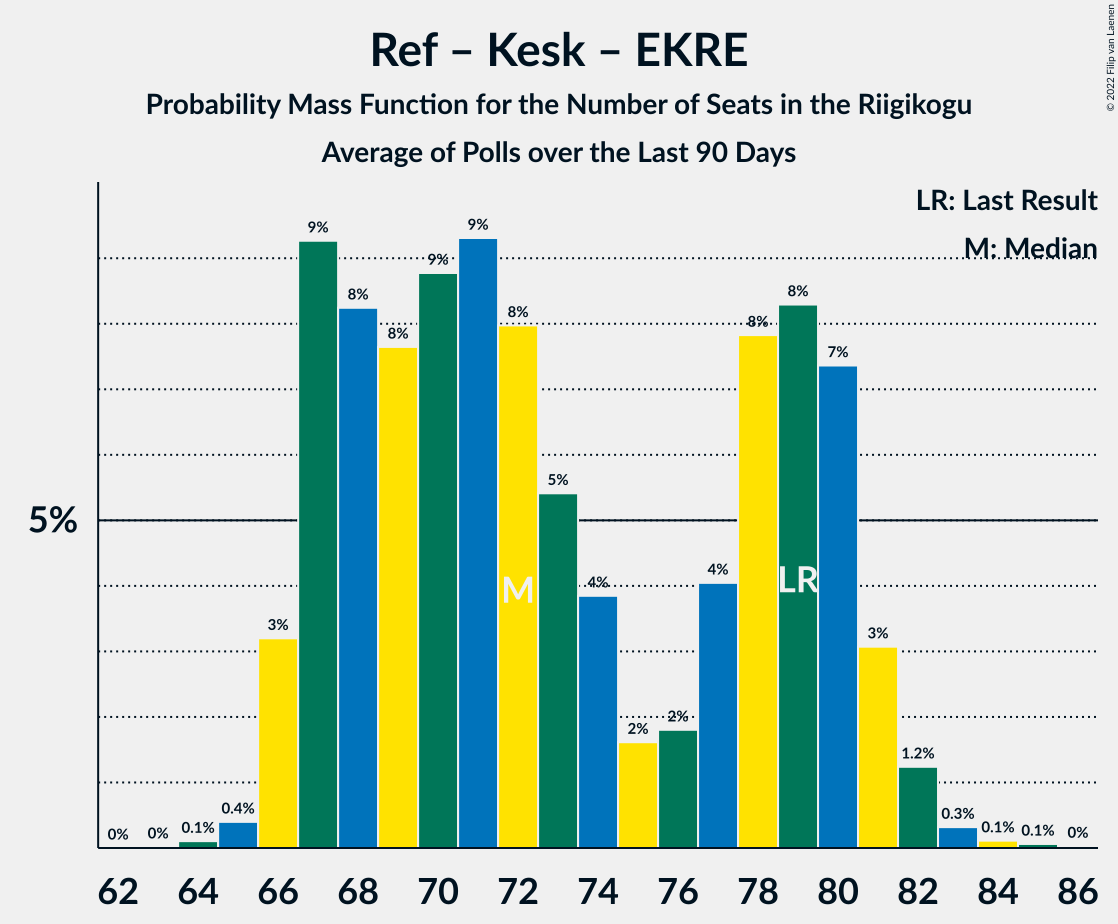 Ref – Kesk – EKRE
Probability Mass Function for the Number of Seats in the Riigikogu
Average of Polls over the Last 90 Days
© 2022 Filip van Laenen
LR: Last Result
M: Median
5%
0%
0%
0.1%
0.4%
3%
9%
8%
8%
9%
9%
8%
5%
4%
2%
2%
4%
8%
8%
7%
3%
1.2%
0.3%
0.1%
0.1%
0%
M
LR
62 64 66 68 70 72 74 76 78 80 82 84 86